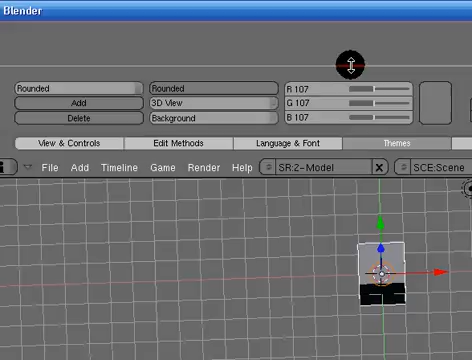 Blender
Rounded Rounded R 107
Add 3D View G 107
Delete Background B 107
View & Controls Edit Methods Language & Font Themes
File Add Timeline Game Render Help SR:2-Model X SCE:Scene